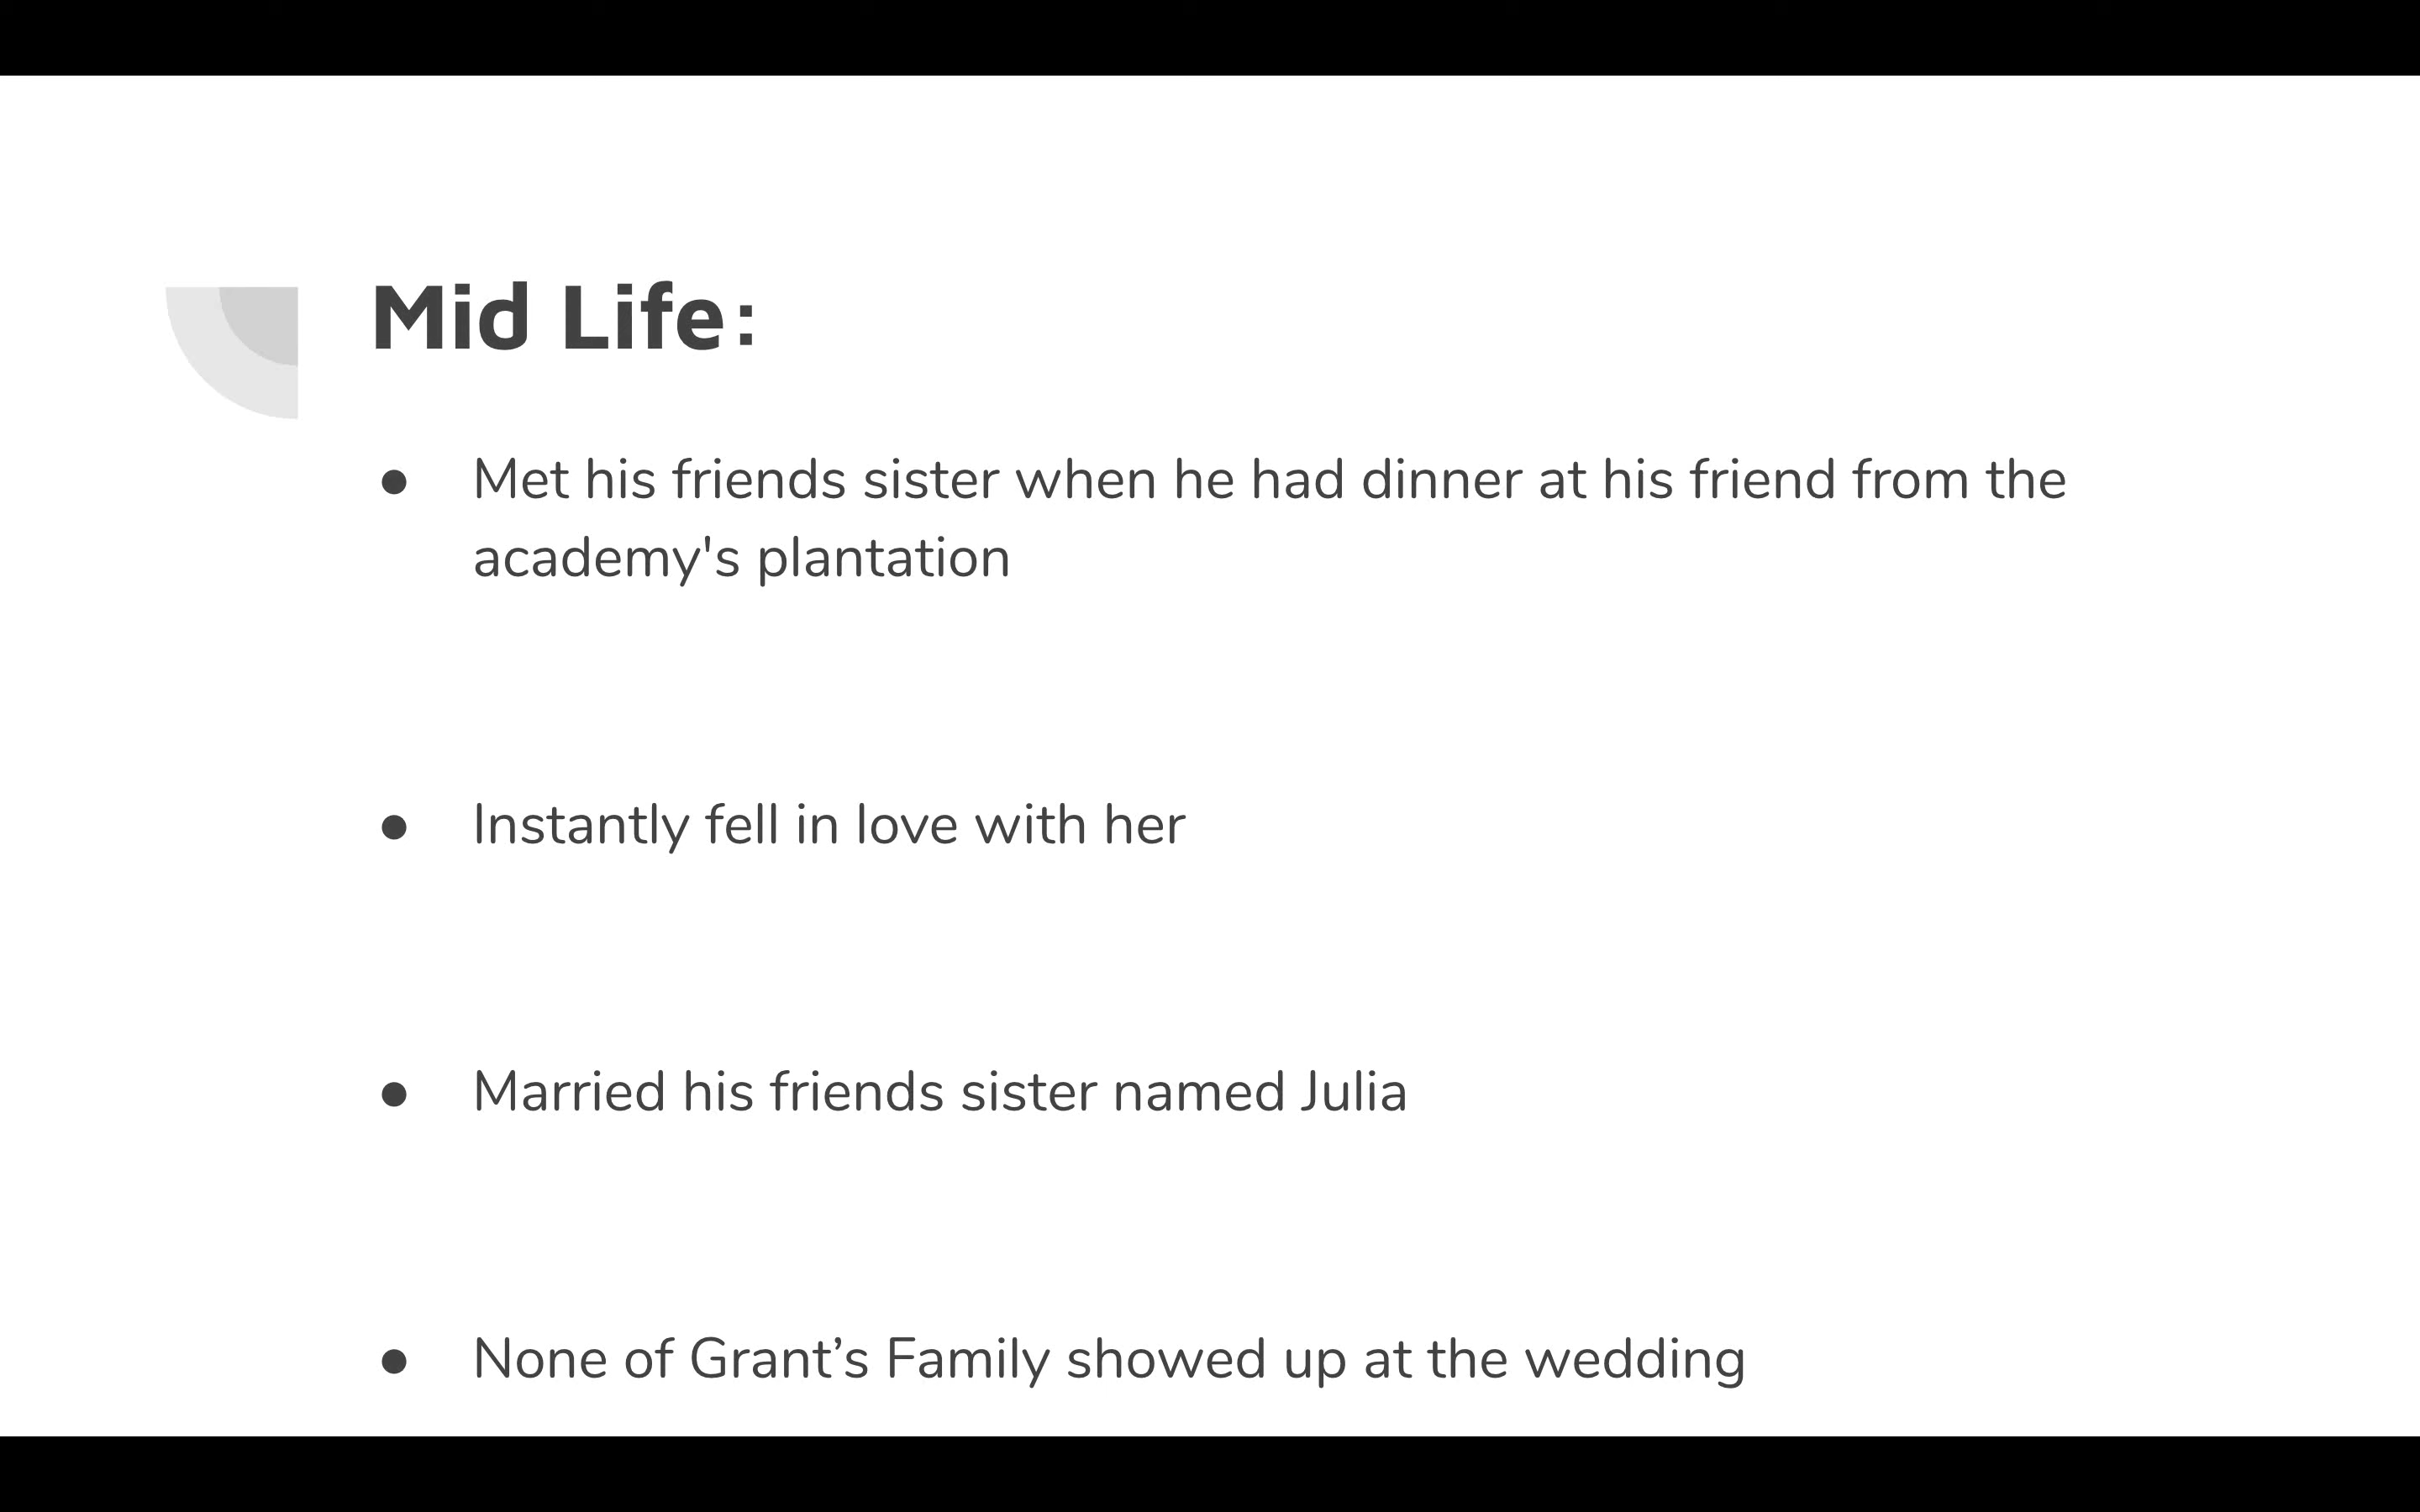 Mid Life:
● Met his friends sister when he had dinner at his friend from the
academy's plantation
● Instantly fell in love with her
● Married his friends sister named Julia
● None of Grant’s Family showed up at the wedding